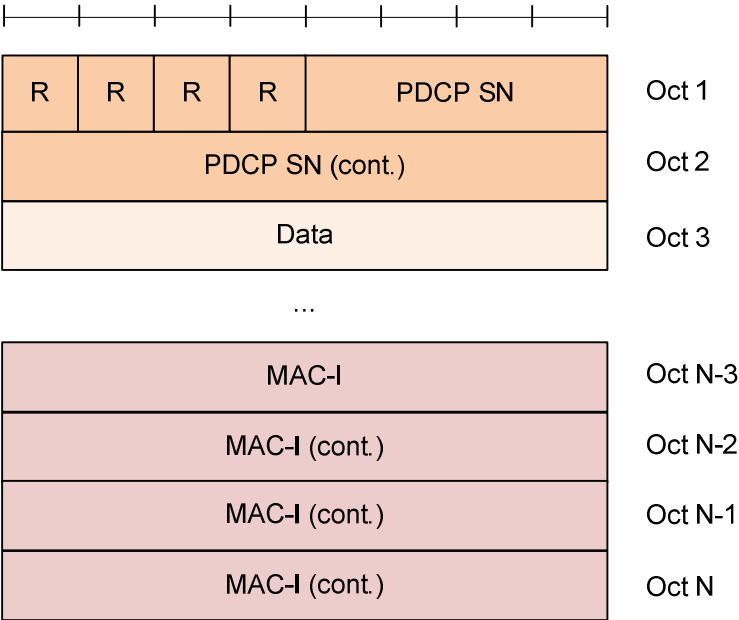 R R R R PDCP SN Oct 1
PDCP SN (cont.) Oct 2
Data Oct 3
...
MAC-I Oct N-3
MAC-I (cont.) Oct N-2
MAC-I (cont.) Oct N-1
MAC-I (cont.) Oct N